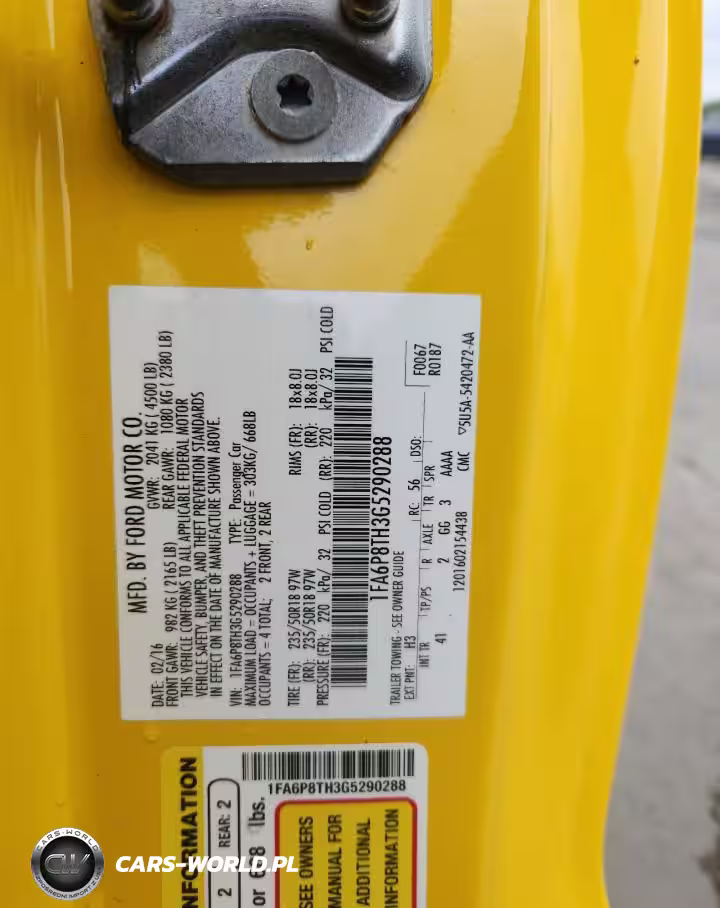 MFD. BY FORD MOTOR CO.
DATE: 02/16 GVWR: 2041 KG ( 4500 LB)
FRONT GAWR: 982 KG ( 2165 LB) REAR GAWR: 1080 KG ( 2380 LB)
THIS VEHICLE CONFORMS TO ALL APPLICABLE FEDERAL MOTOR
VEHICLE SAFETY, BUMPER, AND THEFT PREVENTION STANDARDS
IN EFFECT ON THE DATE OF MANUFACTURE SHOWN ABOVE.
VIN: 1FA6P8TH3G5290288 TYPE: Passenger Car
MAXIMUM LOAD = OCCUPANTS + LUGGAGE = 303KG/ 668LB
OCCUPANTS = 4 TOTAL; 2 FRONT, 2 REAR
TIRE (FR): 235/50R18 97W RIMS (FR): 18x8.0J
(RR): 235/50R18 97W (RR): 18x8.0J
PRESSURE (FR): 220 kPa/ 32 PSI COLD (RR): 220 kPa/ 32 PSI COLD
1FA6P8TH3G5290288
TRAILER TOWING - SEE OWNER GUIDE
F0067
R0187
EXT PNT: H3 RC: 56 DSO:
INT TR TP/PS R AXLE TR SPR
41 2 GG 3 AAAA
1201602154438 CMC ▽5U5A-5420472-AA
1FA6P8TH3G5290288
NFORMATION
2 REAR: 2
or 668 lbs.
SEE OWNERS
MANUAL FOR
ADDITIONAL
INFORMATION
CARS-WORLD
CW
CARS-WORLD.PL